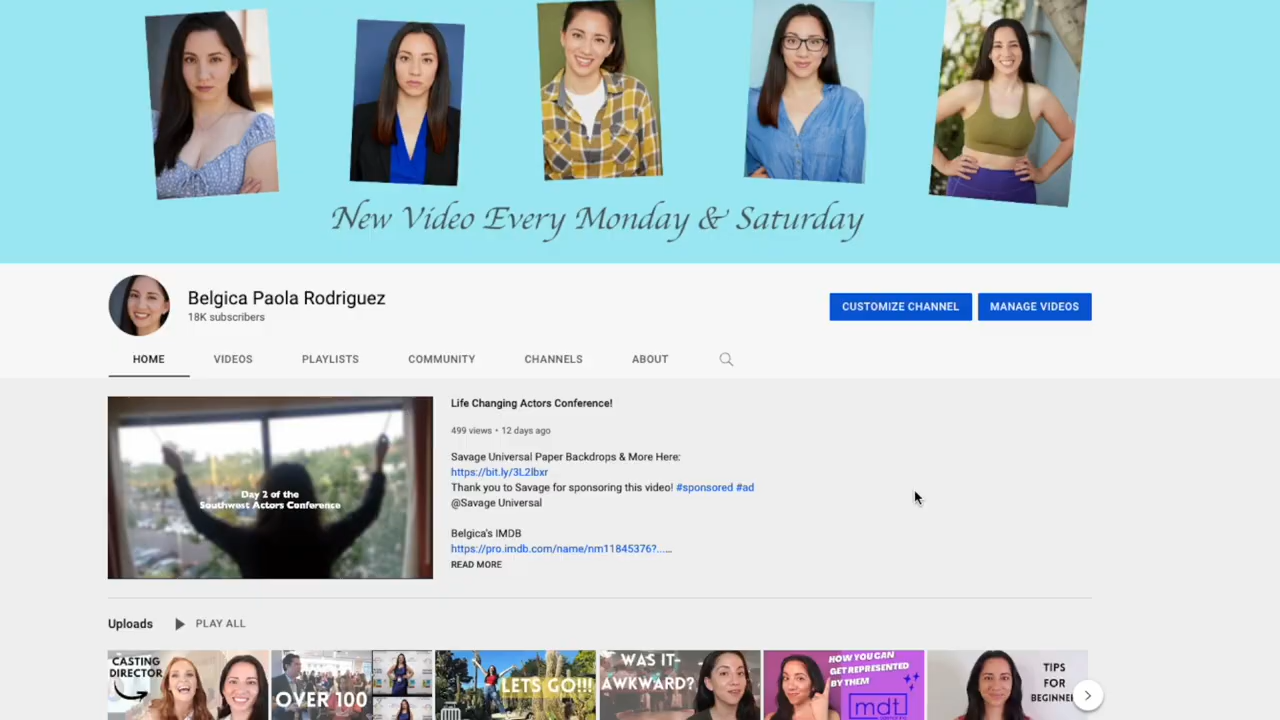 New Video Every Monday & Saturday
Belgica Paola Rodriguez
18K subscribers
CUSTOMIZE CHANNEL
MANAGE VIDEOS
HOME
VIDEOS
PLAYLISTS
COMMUNITY
CHANNELS
ABOUT
Life Changing Actors Conference!
499 views • 12 days ago
Savage Universal Paper Backdrops & More Here:
https://bit.ly/3L2lbxr
Thank you to Savage for sponsoring this video! #sponsored #ad
@Savage Universal
Belgica's IMDB
https://pro.imdb.com/name/nm11845376?...…
READ MORE
Day 2 of the
Southwest Actors Conference
Uploads
PLAY ALL
CASTING
DIRECTOR
OVER 100
LETS GO!!!
WAS IT
AWKWARD?
HOW YOU CAN
GET REPRESENTED
BY THEM
mdt
TIPS
FOR
BEGINNE